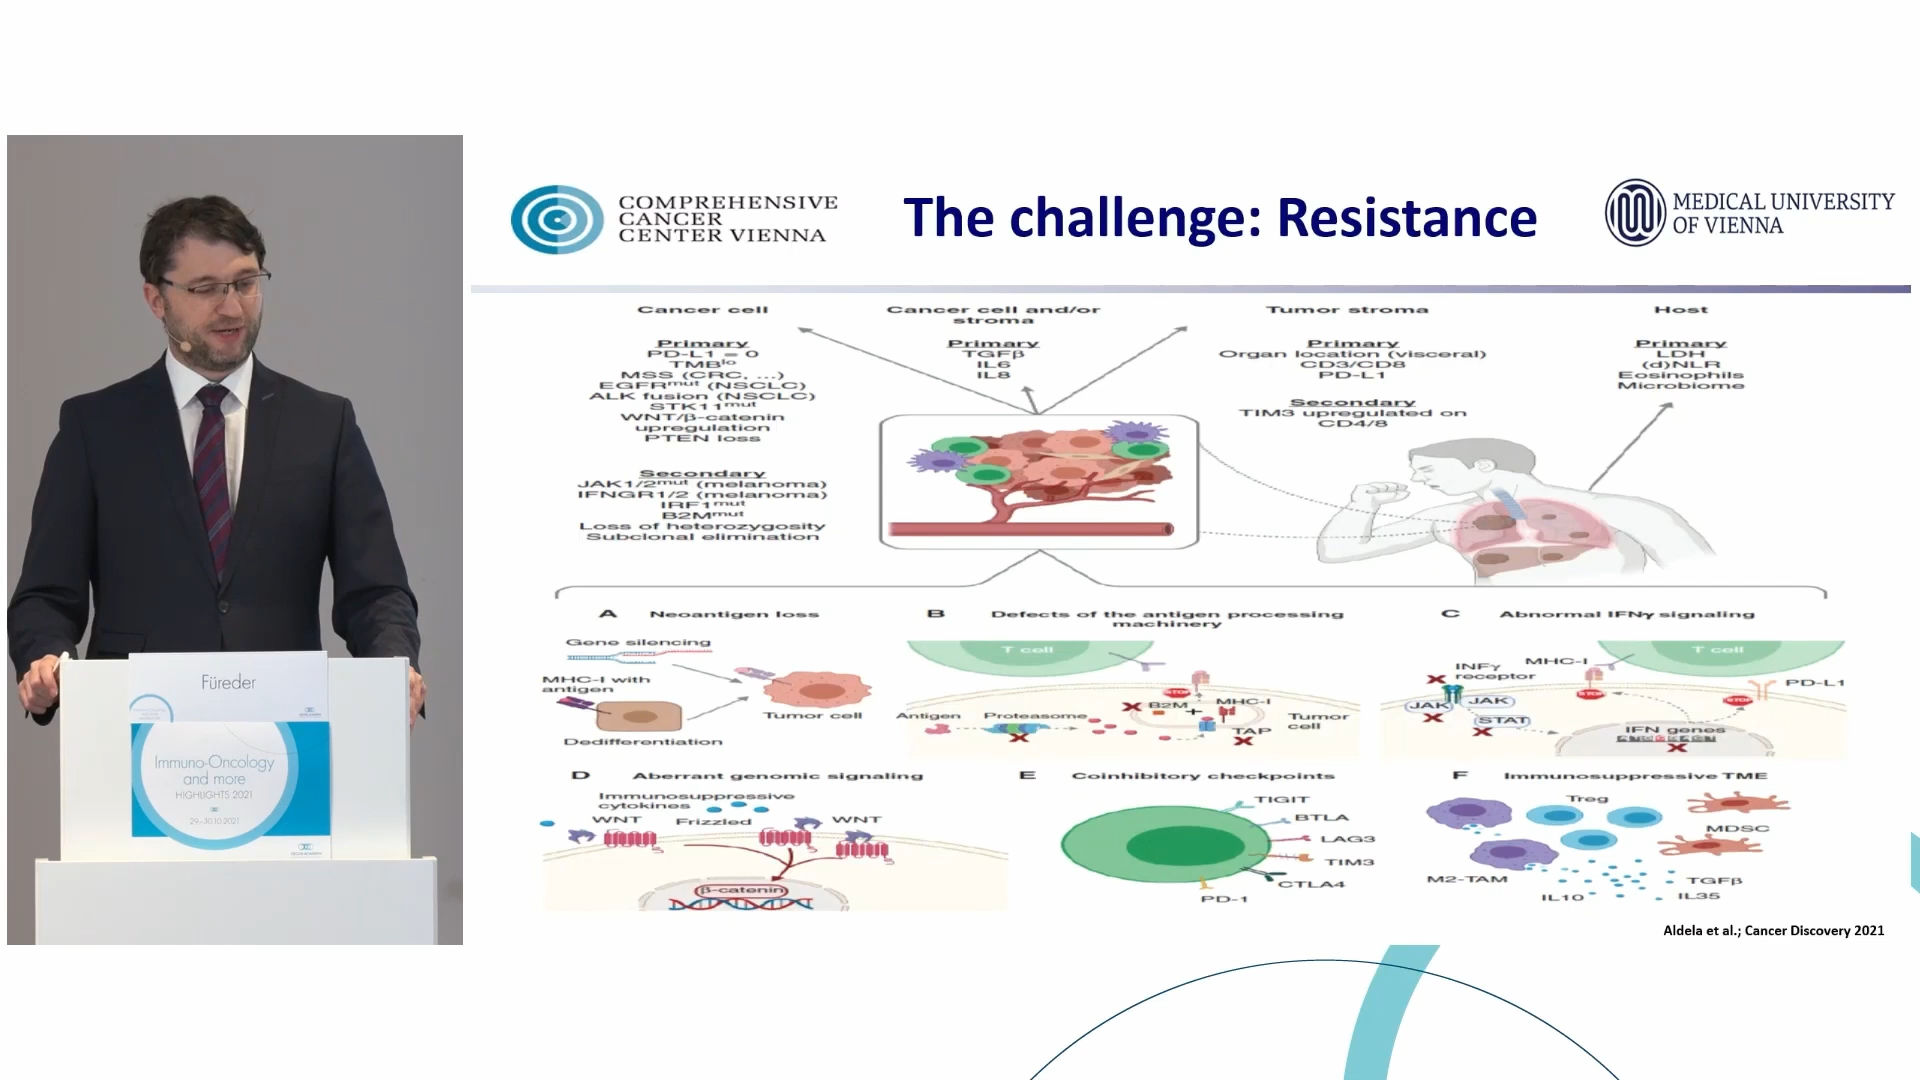 COMPREHENSIVE
CANCER
CENTER VIENNA
The challenge: Resistance
MEDICAL UNIVERSITY
OF VIENNA
Cancer cell
Primary
PD-L1 = 0
TMBlo
MSS (CRC, ...)
EGFRmut (NSCLC)
ALK fusion (NSCLC)
STK11mut
WNT/β-catenin
upregulation
PTEN loss
Secondary
JAK1/2mut (melanoma)
IFNGR1/2 (melanoma)
IRF1mut
B2Mmut
Loss of heterozygosity
Subclonal elimination
Cancer cell and/or
stroma
Primary
TGFβ
IL6
IL8
Tumor stroma
Primary
Organ location (visceral)
CD3/CD8
PD-L1
Secondary
TIM3 upregulated on
CD4/8
Host
Primary
LDH
(d)NLR
Eosinophils
Microbiome
A Neoantigen loss
Gene silencing
MHC-I with
antigen
Tumor cell
Dedifferentiation
B Defects of the antigen processing
machinery
T cell
STOP
B2M + MHC-I
Antigen
Proteasome
TAP
Tumor
cell
C Abnormal IFNγ signaling
T cell
INFγ
receptor
MHC-I
PD-L1
STOP
STOP
JAK
JAK
STAT
IFN genes
D Aberrant genomic signaling
Immunosuppressive
cytokines
WNT
Frizzled
WNT
β-catenin
E Coinhibitory checkpoints
TIGIT
BTLA
LAG3
TIM3
CTLA4
PD-1
F Immunosuppressive TME
Treg
MDSC
M2-TAM
TGFβ
IL10
IL35
Aldela et al.; Cancer Discovery 2021
Füreder
Immuno-Oncology
and more
HIGHLIGHTS 2021
29.-30.10.2021